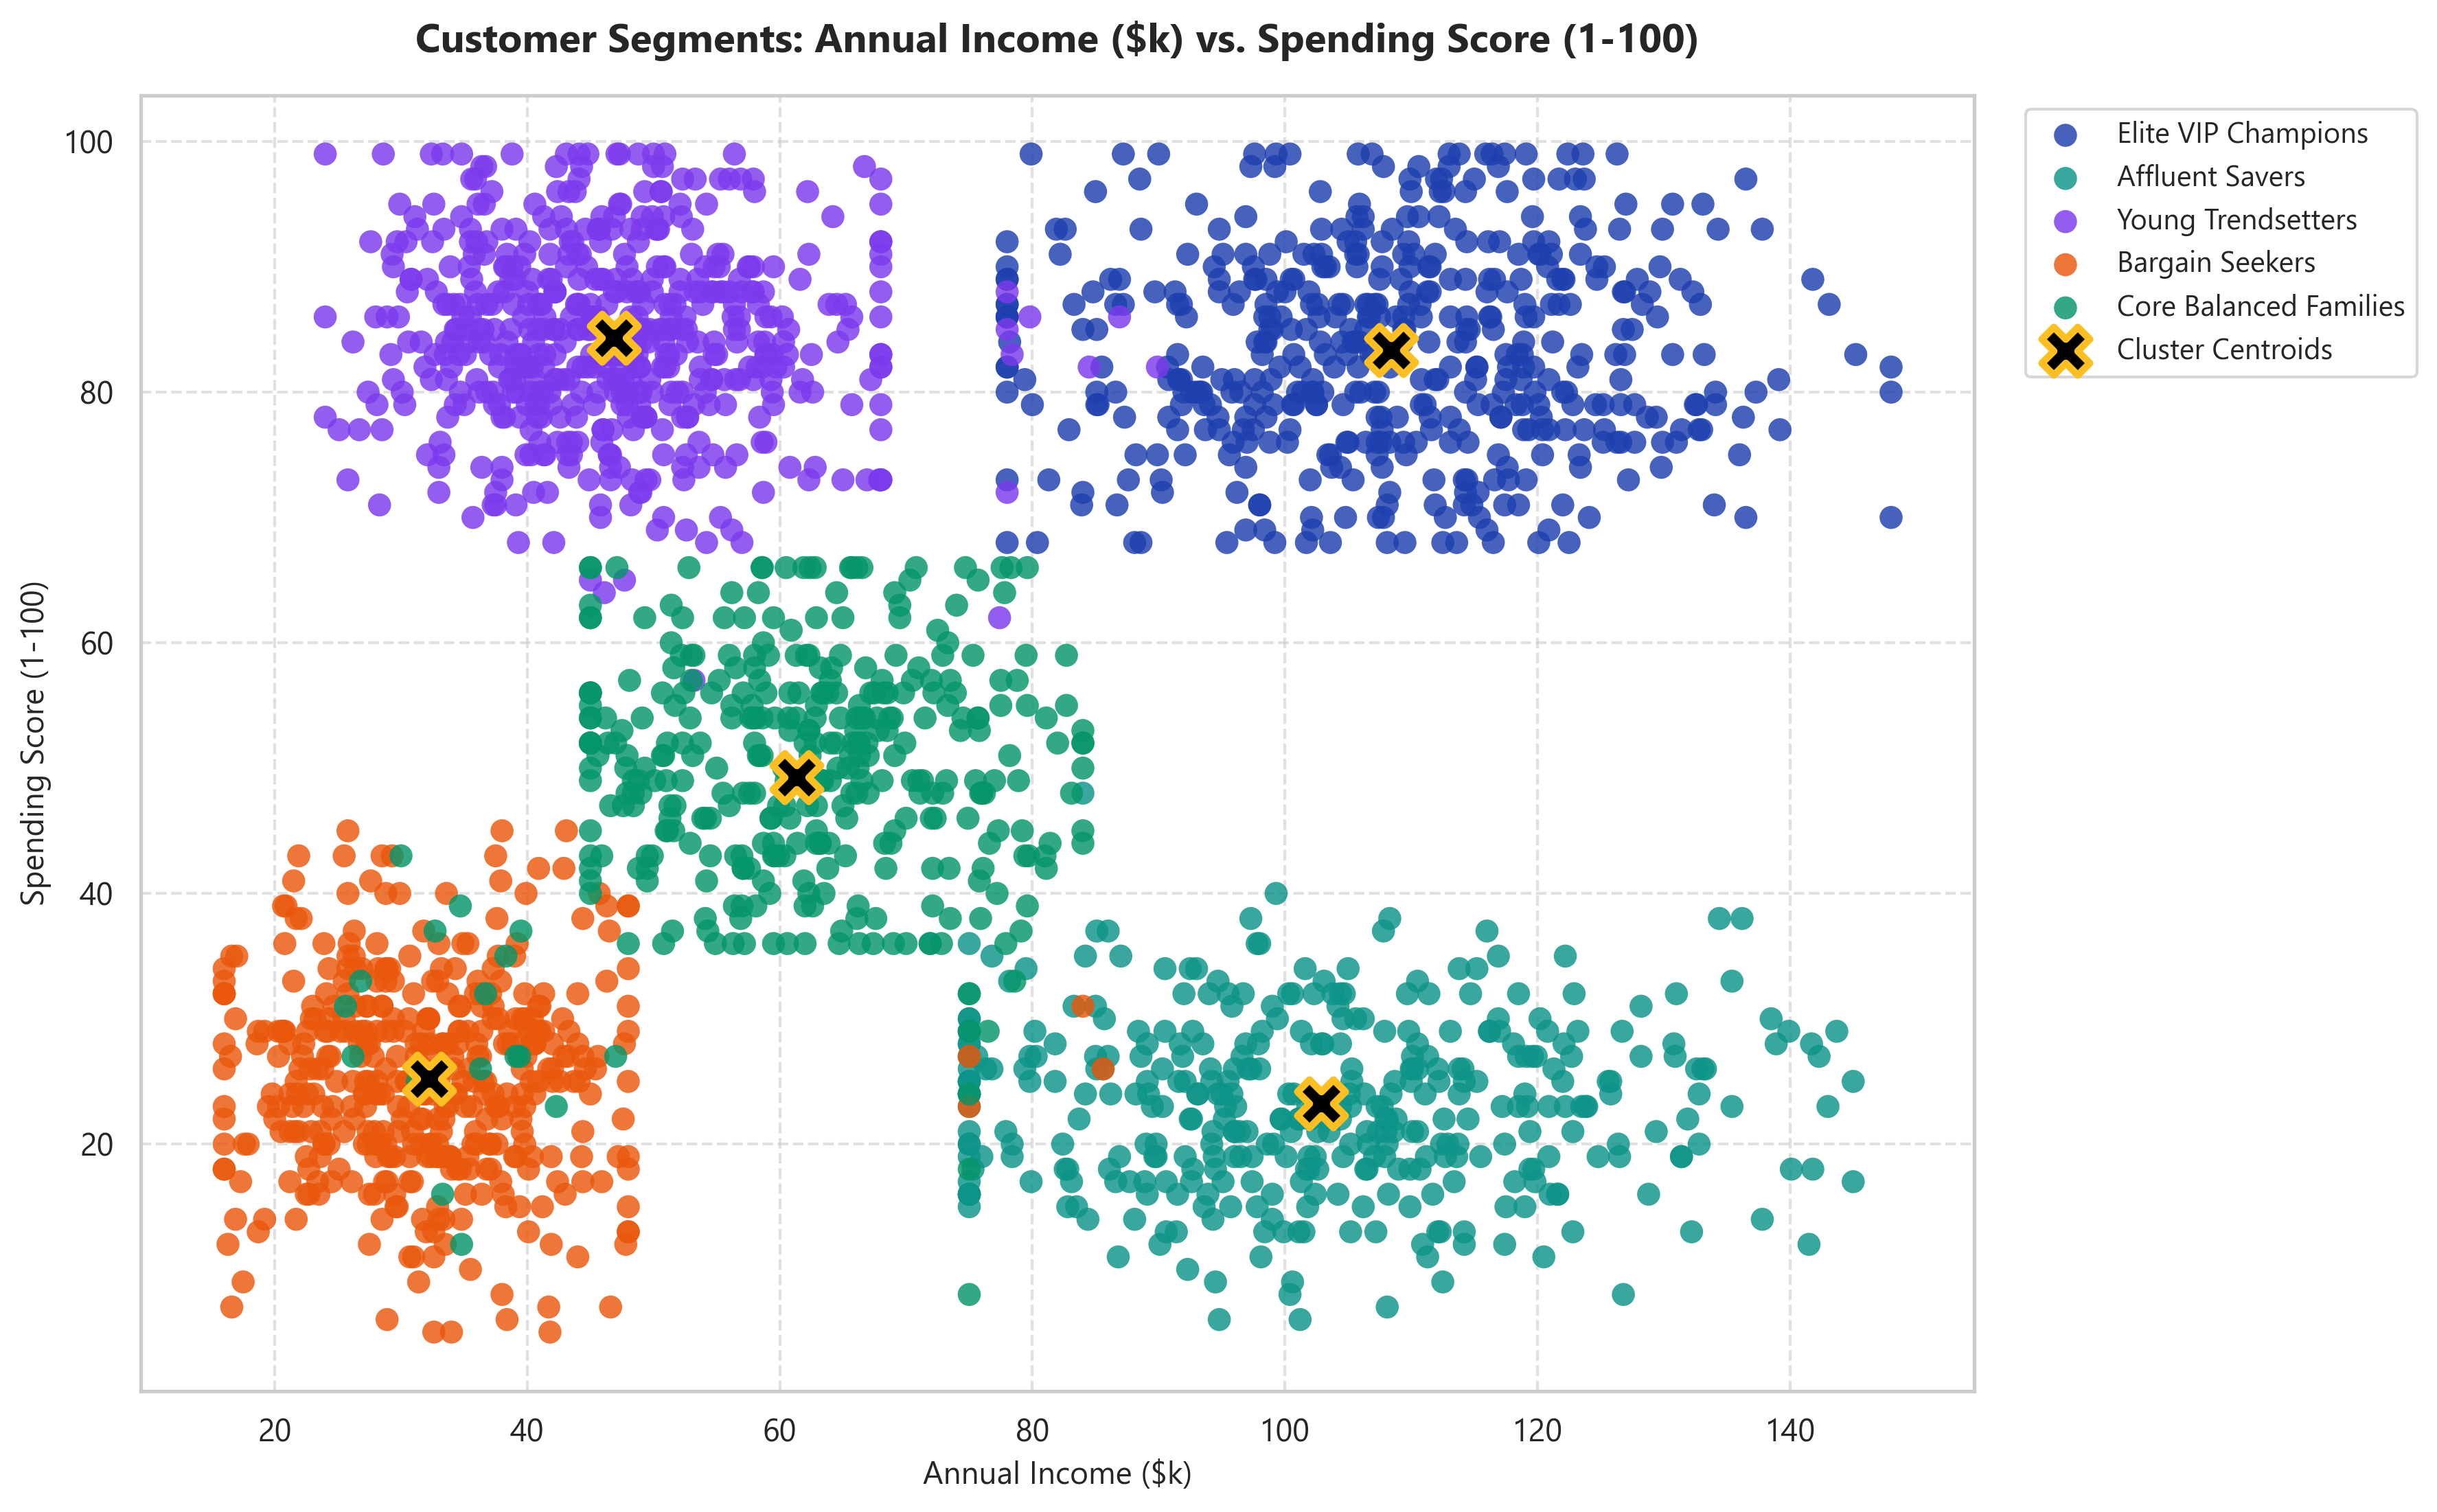 Customer Segments: Annual Income ($k) vs. Spending Score (1-100)
Spending Score (1-100)
100
80
60
40
20
20
40
60
80
100
120
140
Annual Income ($k)
Elite VIP Champions
Affluent Savers
Young Trendsetters
Bargain Seekers
Core Balanced Families
Cluster Centroids